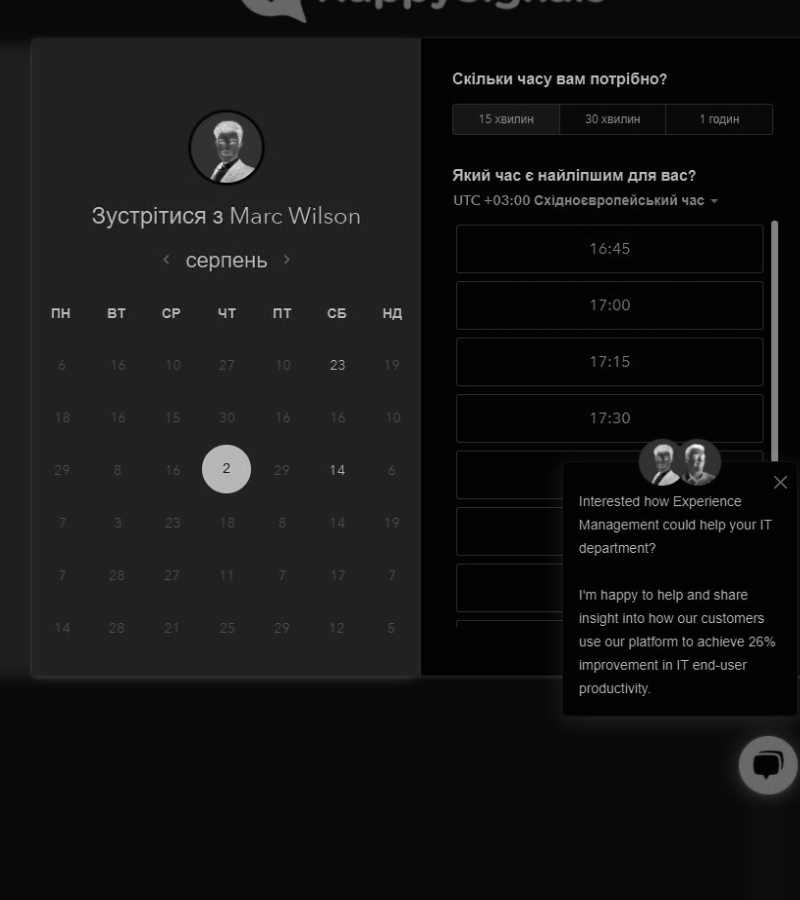 HappySignals
Зустрітися з Marc Wilson
серпень
ПН ВТ СР ЧТ ПТ СБ НД
6 16 10 27 10 23 19
18 16 15 30 16 16 10
29 8 16 2 29 14 6
7 3 23 18 8 14 19
7 28 27 11 7 17 7
14 28 21 25 29 12 5
Скільки часу вам потрібно?
15 хвилин 30 хвилин 1 годин
Який час є найліпшим для вас?
UTC +03:00 Східноєвропейський час
16:45
17:00
17:15
17:30
Interested how Experience
Management could help your IT
department?
I'm happy to help and share
insight into how our customers
use our platform to achieve 26%
improvement in IT end-user
productivity.